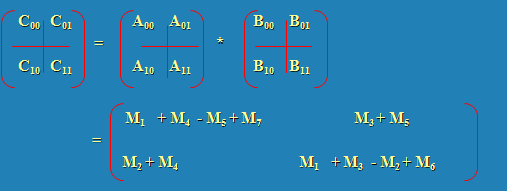 C₀₀ C₀₁ A₀₀ A₀₁ B₀₀ B₀₁
= *
C₁₀ C₁₁ A₁₀ A₁₁ B₁₀ B₁₁
M₁ + M₄ - M₅ + M₇ M₃ + M₅
=
M₂ + M₄ M₁ + M₃ - M₂ + M₆